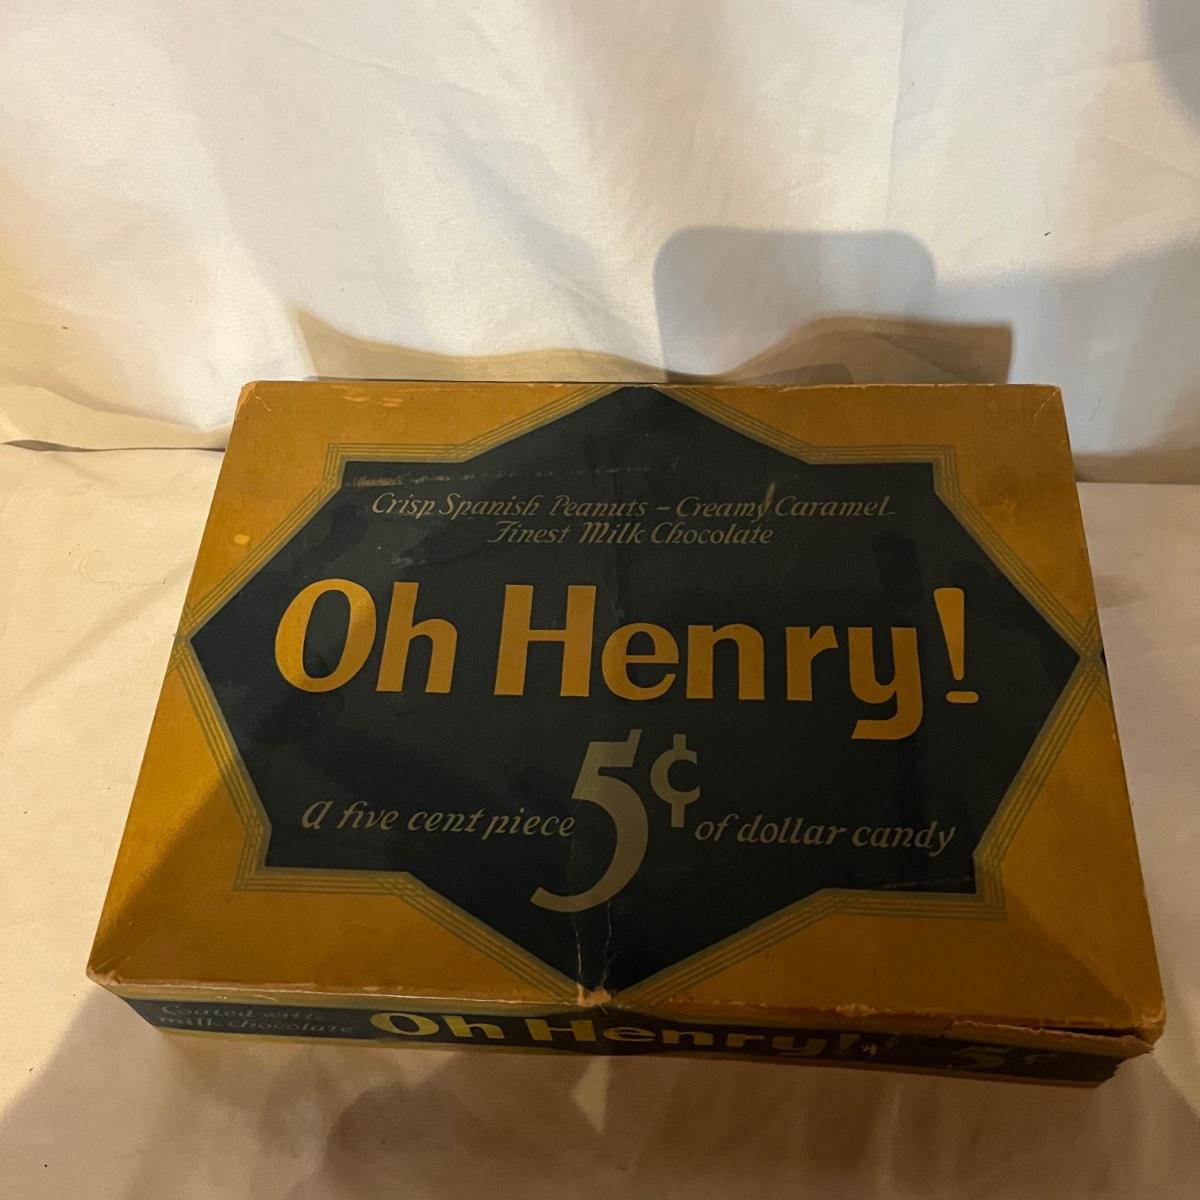 Crisp Spanish Peanuts – Creamy Caramel
Finest Milk Chocolate
Oh Henry!
5¢
A five cent piece of dollar candy
Coated with
milk chocolate
Oh Henry!
5¢